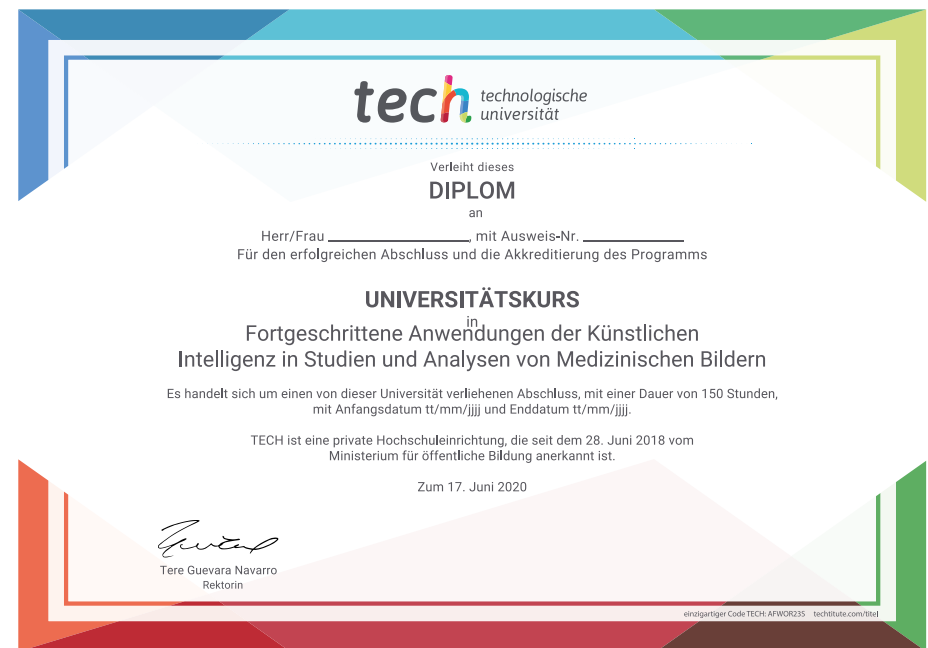 tech technologische
universität
Verleiht dieses
DIPLOM
an
Herr/Frau ____________, mit Ausweis-Nr. ____________
Für den erfolgreichen Abschluss und die Akkreditierung des Programms
UNIVERSITÄTSKURS
in
Fortgeschrittene Anwendungen der Künstlichen
Intelligenz in Studien und Analysen von Medizinischen Bildern
Es handelt sich um einen von dieser Universität verliehenen Abschluss, mit einer Dauer von 150 Stunden,
mit Anfangsdatum tt/mm/jjjj und Enddatum tt/mm/jjjj.
TECH ist eine private Hochschuleinrichtung, die seit dem 28. Juni 2018 vom
Ministerium für öffentliche Bildung anerkannt ist.
Zum 17. Juni 2020
Tere Guevara Navarro
Rektorin
einzigartiger Code TECH: AFWOR23S techtitute.com/titel